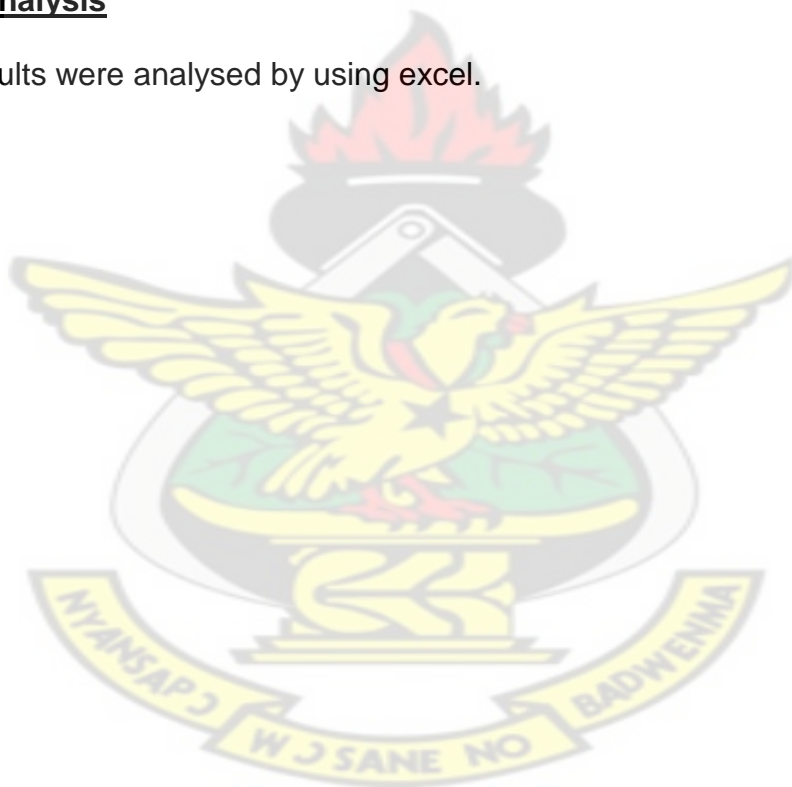 nalysis
ults were analysed by using excel.
NYANSAPƆ WƆSANE NO BADWENMA